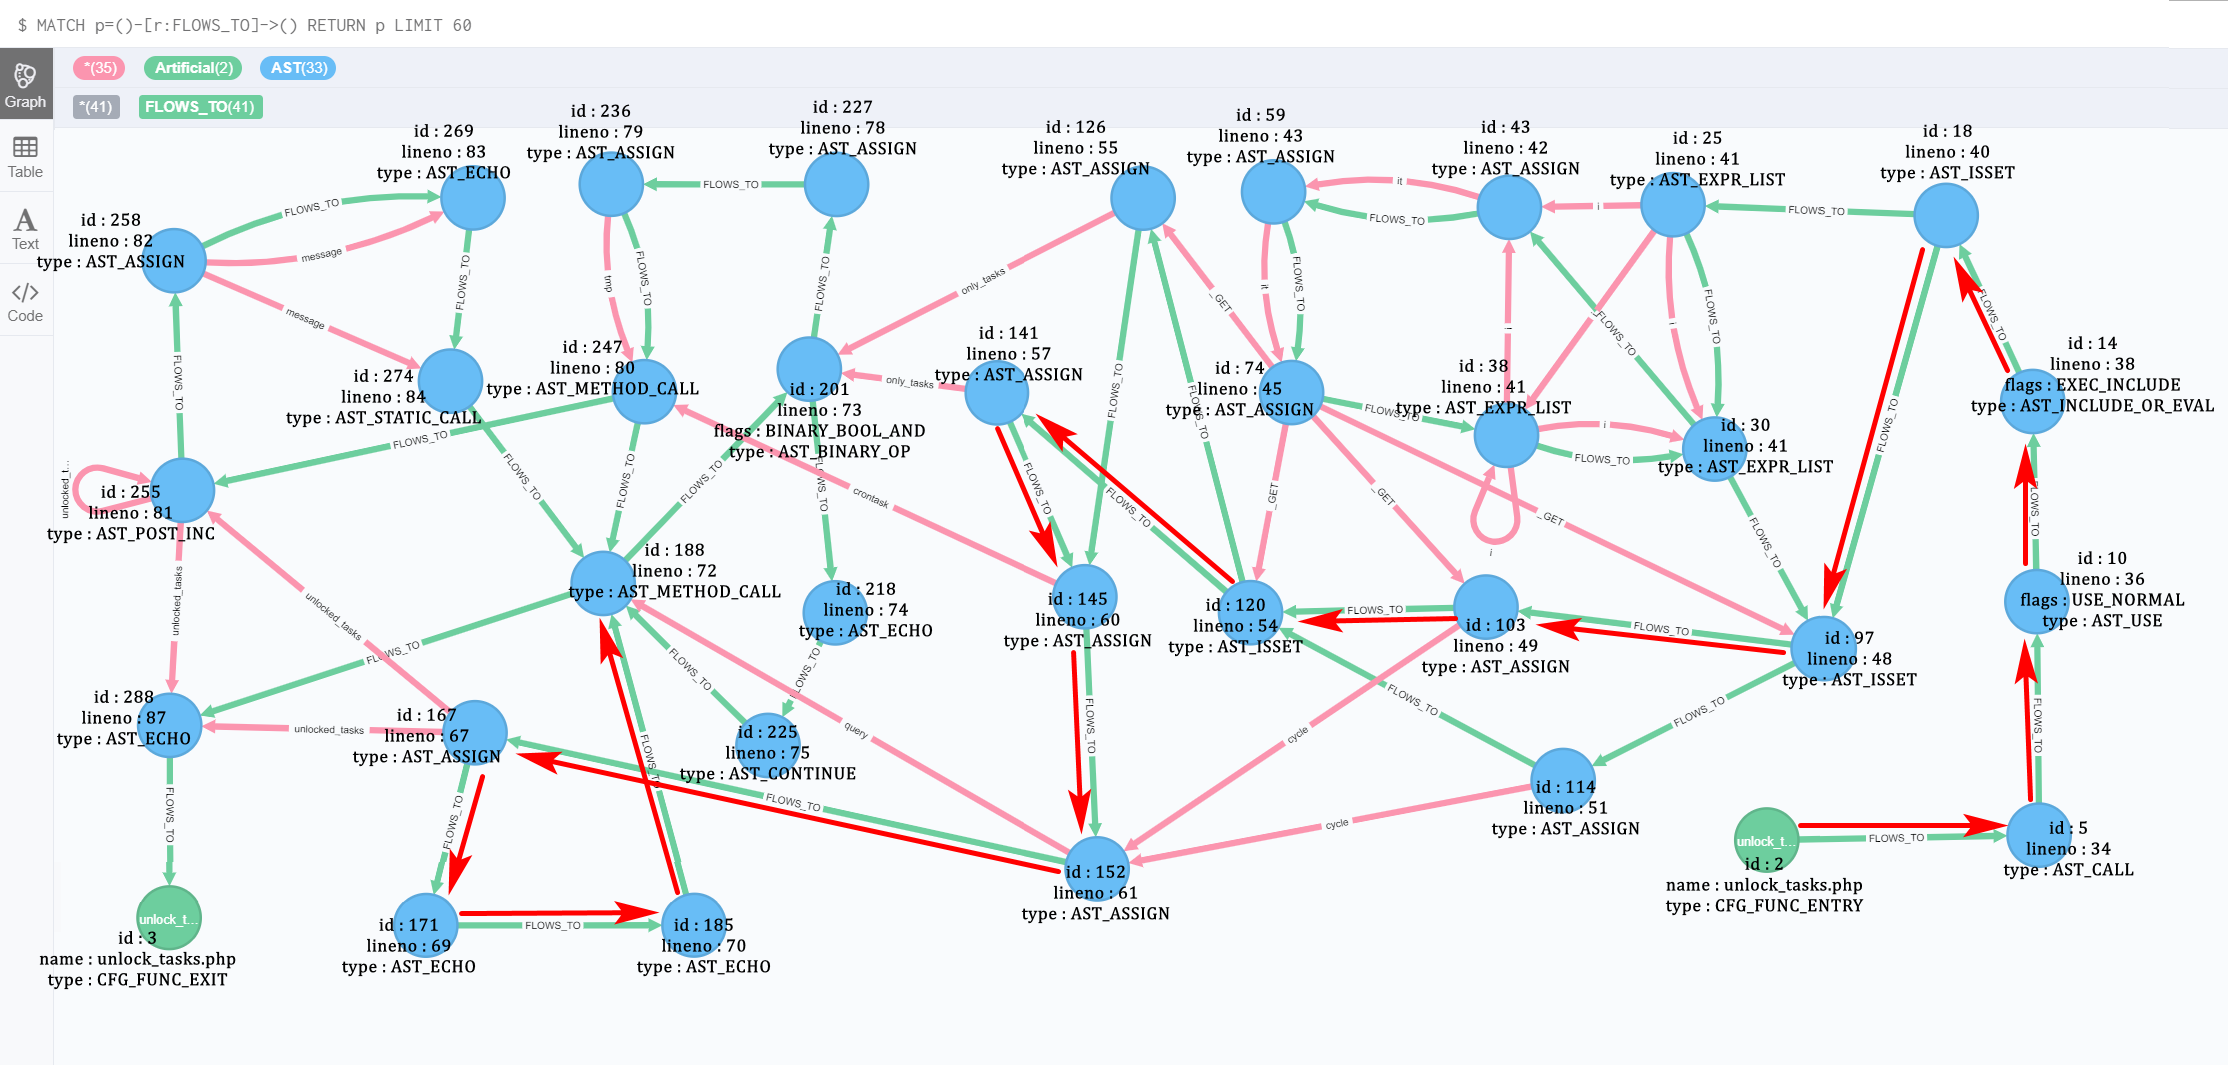 $ MATCH p=()-[r:FLOWS_TO]->() RETURN p LIMIT 60
Graph
Table
Text
Code
*(35) Artificial(2) AST(33)
*(41) FLOWS_TO(41)
id : 269
lineno : 83
type : AST_ECHO
id : 236
lineno : 79
type : AST_ASSIGN
id : 227
lineno : 78
type : AST_ASSIGN
id : 126
lineno : 55
type : AST_ASSIGN
id : 59
lineno : 43
type : AST_ASSIGN
id : 43
lineno : 42
type : AST_ASSIGN
id : 25
lineno : 41
type : AST_EXPR_LIST
id : 18
lineno : 40
type : AST_ISSET
id : 258
lineno : 82
type : AST_ASSIGN
FLOWS_TO
message
message
FLOWS_TO
FLOWS_TO
tmp
FLOWS_TO
FLOWS_TO
only_tasks
_GET
it
FLOWS_TO
it
FLOWS_TO
i
i
FLOWS_TO
i
FLOWS_TO
FLOWS_TO
FLOWS_TO
FLOWS_TO
id : 274
lineno : 84
type : AST_STATIC_CALL
id : 247
lineno : 80
type : AST_METHOD_CALL
id : 201
lineno : 73
flags : BINARY_BOOL_AND
type : AST_BINARY_OP
id : 141
lineno : 57
type : AST_ASSIGN
only_tasks
id : 74
lineno : 45
type : AST_ASSIGN
id : 38
lineno : 41
type : AST_EXPR_LIST
id : 30
lineno : 41
type : AST_EXPR_LIST
id : 14
lineno : 38
flags : EXEC_INCLUDE
type : AST_INCLUDE_OR_EVAL
FLOWS_TO
FLOWS_TO
FLOWS_TO
FLOWS_TO
i
FLOWS_TO
i
FLOWS_TO
FLOWS_TO
FLOWS_TO
FLOWS_TO
FLOWS_TO
FLOWS_TO
crontask
FLOWS_TO
FLOWS_TO
_GET
_GET
_GET
FLOWS_TO
FLOWS_TO
unlocked_...
id : 255
lineno : 81
type : AST_POST_INC
id : 188
lineno : 72
type : AST_METHOD_CALL
id : 218
lineno : 74
type : AST_ECHO
id : 145
lineno : 60
type : AST_ASSIGN
id : 120
lineno : 54
type : AST_ISSET
id : 103
lineno : 49
type : AST_ASSIGN
id : 97
lineno : 48
type : AST_ISSET
id : 10
lineno : 36
flags : USE_NORMAL
type : AST_USE
unlocked_tasks
unlocked_tasks
FLOWS_TO
FLOWS_TO
FLOWS_TO
FLOWS_TO
FLOWS_TO
query
FLOWS_TO
FLOWS_TO
cycle
FLOWS_TO
FLOWS_TO
id : 288
lineno : 87
type : AST_ECHO
unlocked_tasks
id : 167
lineno : 67
type : AST_ASSIGN
id : 225
lineno : 75
type : AST_CONTINUE
id : 114
lineno : 51
type : AST_ASSIGN
FLOWS_TO
FLOWS_TO
FLOWS_TO
cycle
unlock_t...
id : 2
name : unlock_tasks.php
type : CFG_FUNC_ENTRY
FLOWS_TO
id : 5
lineno : 34
type : AST_CALL
unlock_t...
id : 3
name : unlock_tasks.php
type : CFG_FUNC_EXIT
id : 171
lineno : 69
type : AST_ECHO
FLOWS_TO
id : 185
lineno : 70
type : AST_ECHO
id : 152
lineno : 61
type : AST_ASSIGN